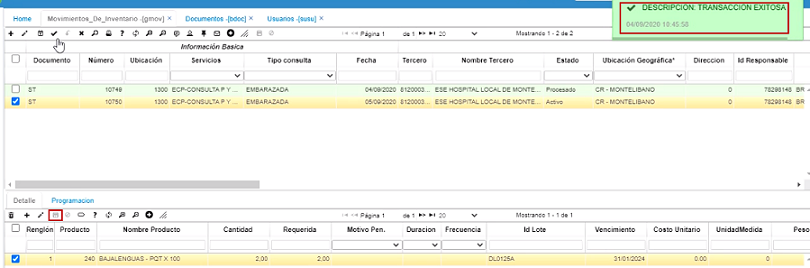 Home Movimientos_De_Inventario -[gmov] × Documentos -[bdoc] × Usuarios -[susu] ×
DESCRIPCION: TRANSACCION EXITOSA
04/09/2020 10:45:58
Página 1 de 1 20 Mostrando 1 - 2 de 2
Información Basica
Documento Número Ubicación Servicios Tipo consulta Fecha Tercero Nombre Tercero Estado Ubicación Geográfica* Direccion Id Responsable
ST 10749 1300 ECP-CONSULTA P Y ... EMBARAZADA 04/09/2020 8120003... ESE HOSPITAL LOCAL DE MONTE... Procesado CR - MONTELIBANO 0 78298148 BR
ST 10750 1300 ECP-CONSULTA P Y ... EMBARAZADA 05/09/2020 8120003... ESE HOSPITAL LOCAL DE MONTE... Activo CR - MONTELIBANO 0 78298148 BR
Detalle Programacion
Página 1 de 1 20 Mostrando 1 - 1 de 1
Renglón Producto Nombre Producto Cantidad Requerida Motivo Pen. Duracion Frecuencia Id Lote Vencimiento Costo Unitario UnidadMedida Peso
1 240 BAJALENGUAS - PQT X 100 2,00 2.00 DL0125A 31/01/2024 0.00 0